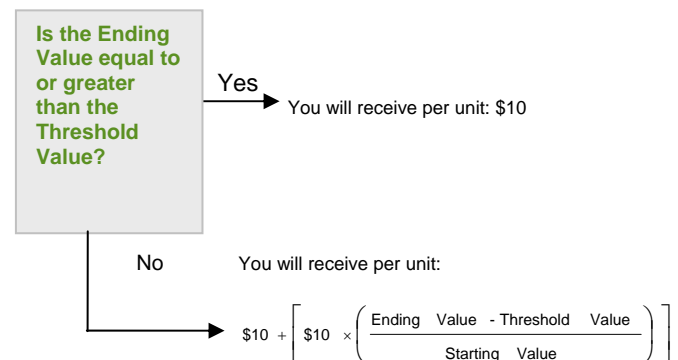 Is the Ending
Value equal to
or greater
than the
Threshold
Value?
Yes
You will receive per unit: $10
No
You will receive per unit:
$10 + [ $10 × ( Ending Value - Threshold Value
Starting Value ) ]